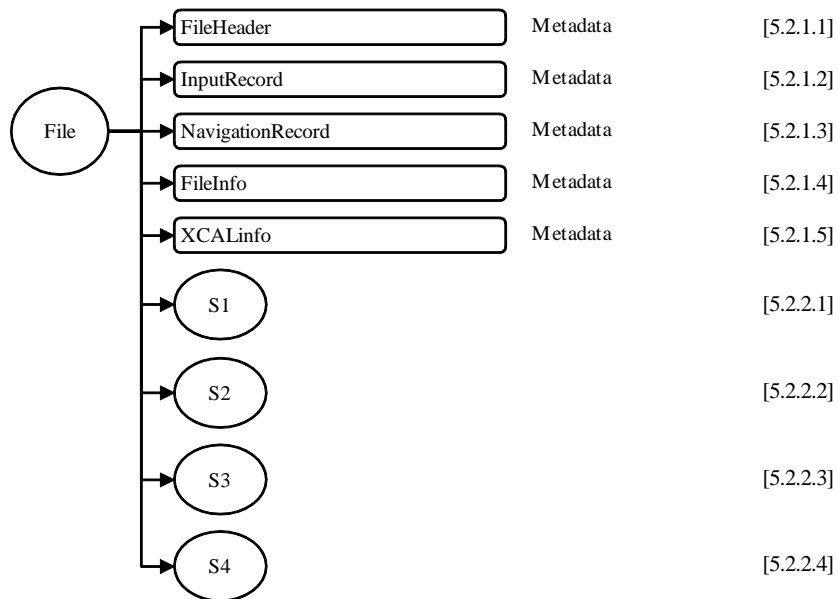 FileHeader Metadata [5.2.1.1]
InputRecord Metadata [5.2.1.2]
File NavigationRecord Metadata [5.2.1.3]
FileInfo Metadata [5.2.1.4]
XCALinfo Metadata [5.2.1.5]
S1 [5.2.2.1]
S2 [5.2.2.2]
S3 [5.2.2.3]
S4 [5.2.2.4]